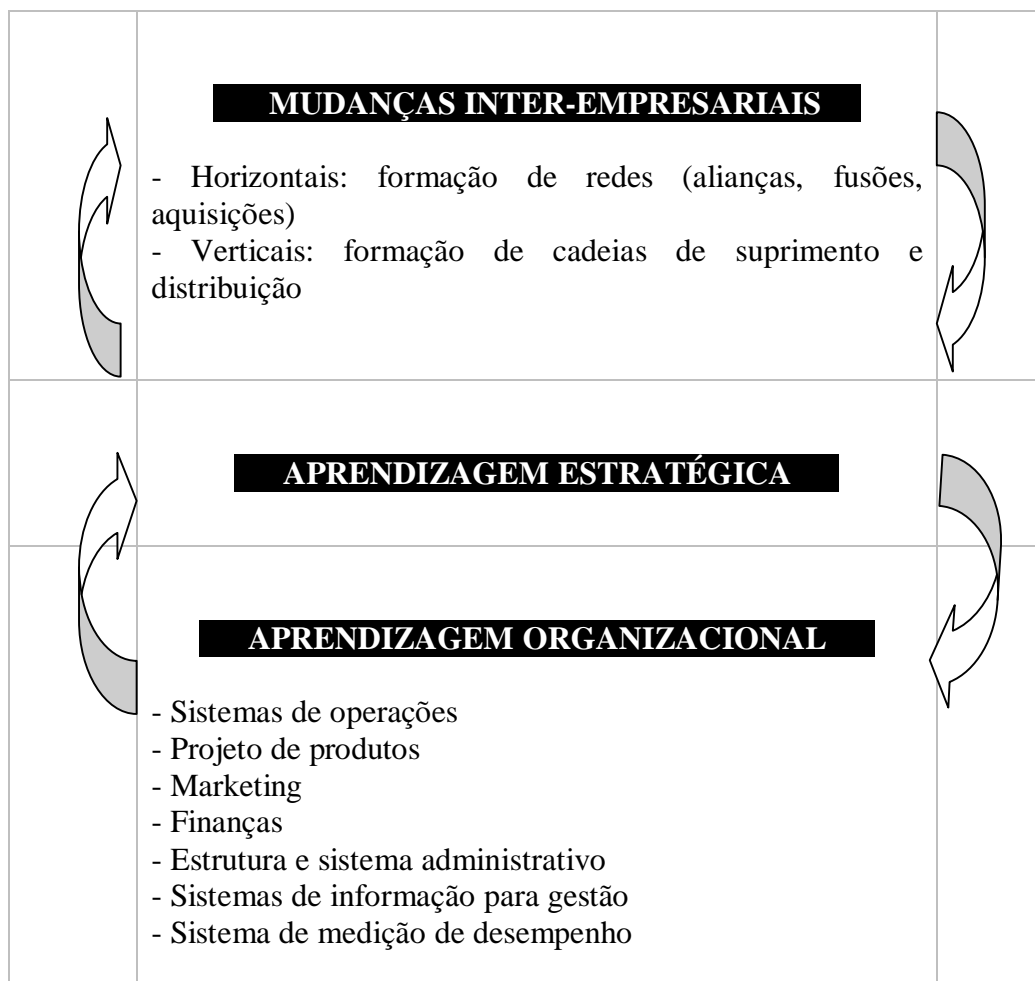 MUDANÇAS INTER-EMPRESARIAIS
- Horizontais: formação de redes (alianças, fusões,
aquisições)
- Verticais: formação de cadeias de suprimento e
distribuição
APRENDIZAGEM ESTRATÉGICA
APRENDIZAGEM ORGANIZACIONAL
- Sistemas de operações
- Projeto de produtos
- Marketing
- Finanças
- Estrutura e sistema administrativo
- Sistemas de informação para gestão
- Sistema de medição de desempenho